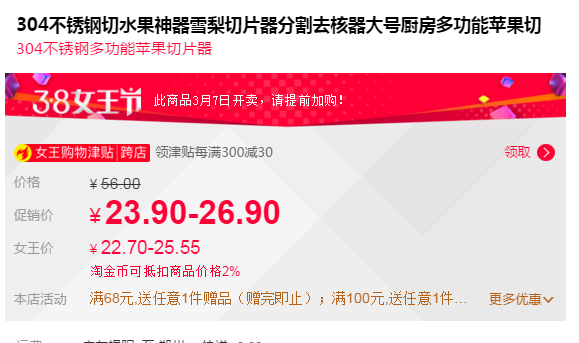 304不锈钢切水果神器雪梨切片器分割去核器大号厨房多功能苹果切
304不锈钢多功能苹果切片器
3.8女王节 此商品3月7日开卖，请提前加购！
女王购物津贴 跨店 领津贴每满300减30 领取
价格 ¥ 56.00
促销价 ¥ 23.90-26.90
女王价 ¥ 22.70-25.55
淘金币可抵扣商品价格2%
本店活动 满68元,送任意1件赠品（赠完即止）；满100元,送任意1件... 更多优惠